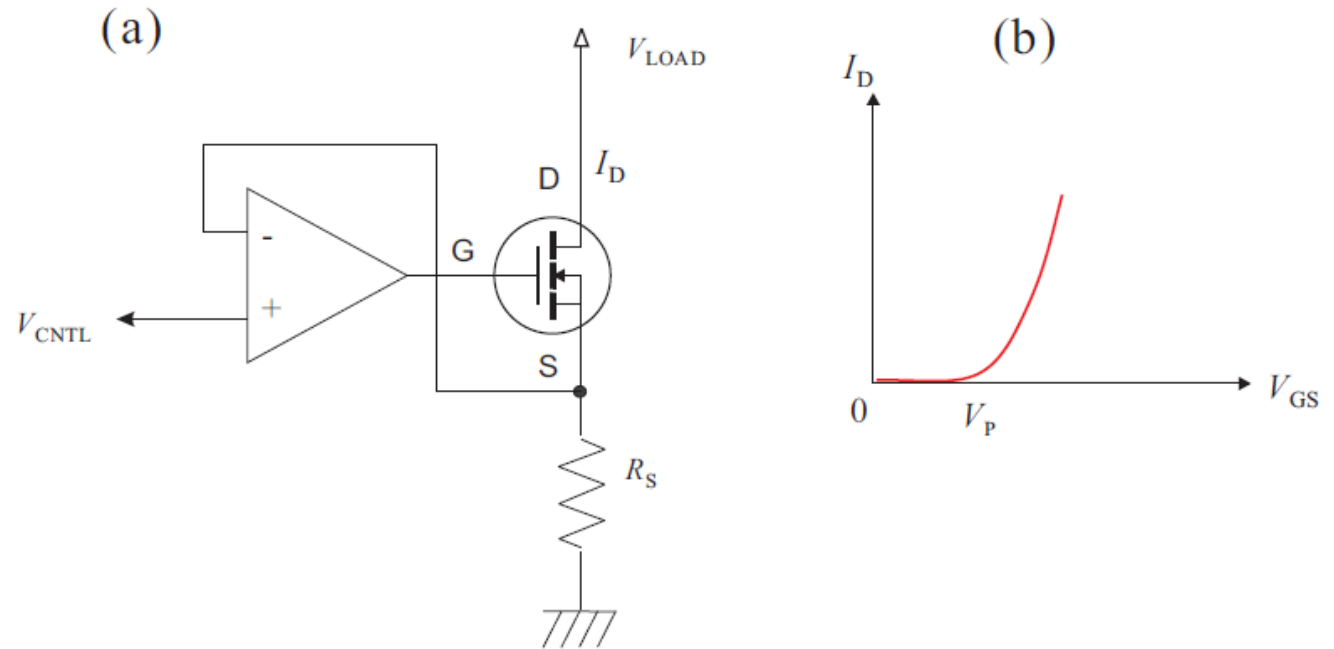 (a)
V_LOAD
I_D
D
G
-
+
V_CNTL
S
R_S
(b)
I_D
0
V_P
V_GS